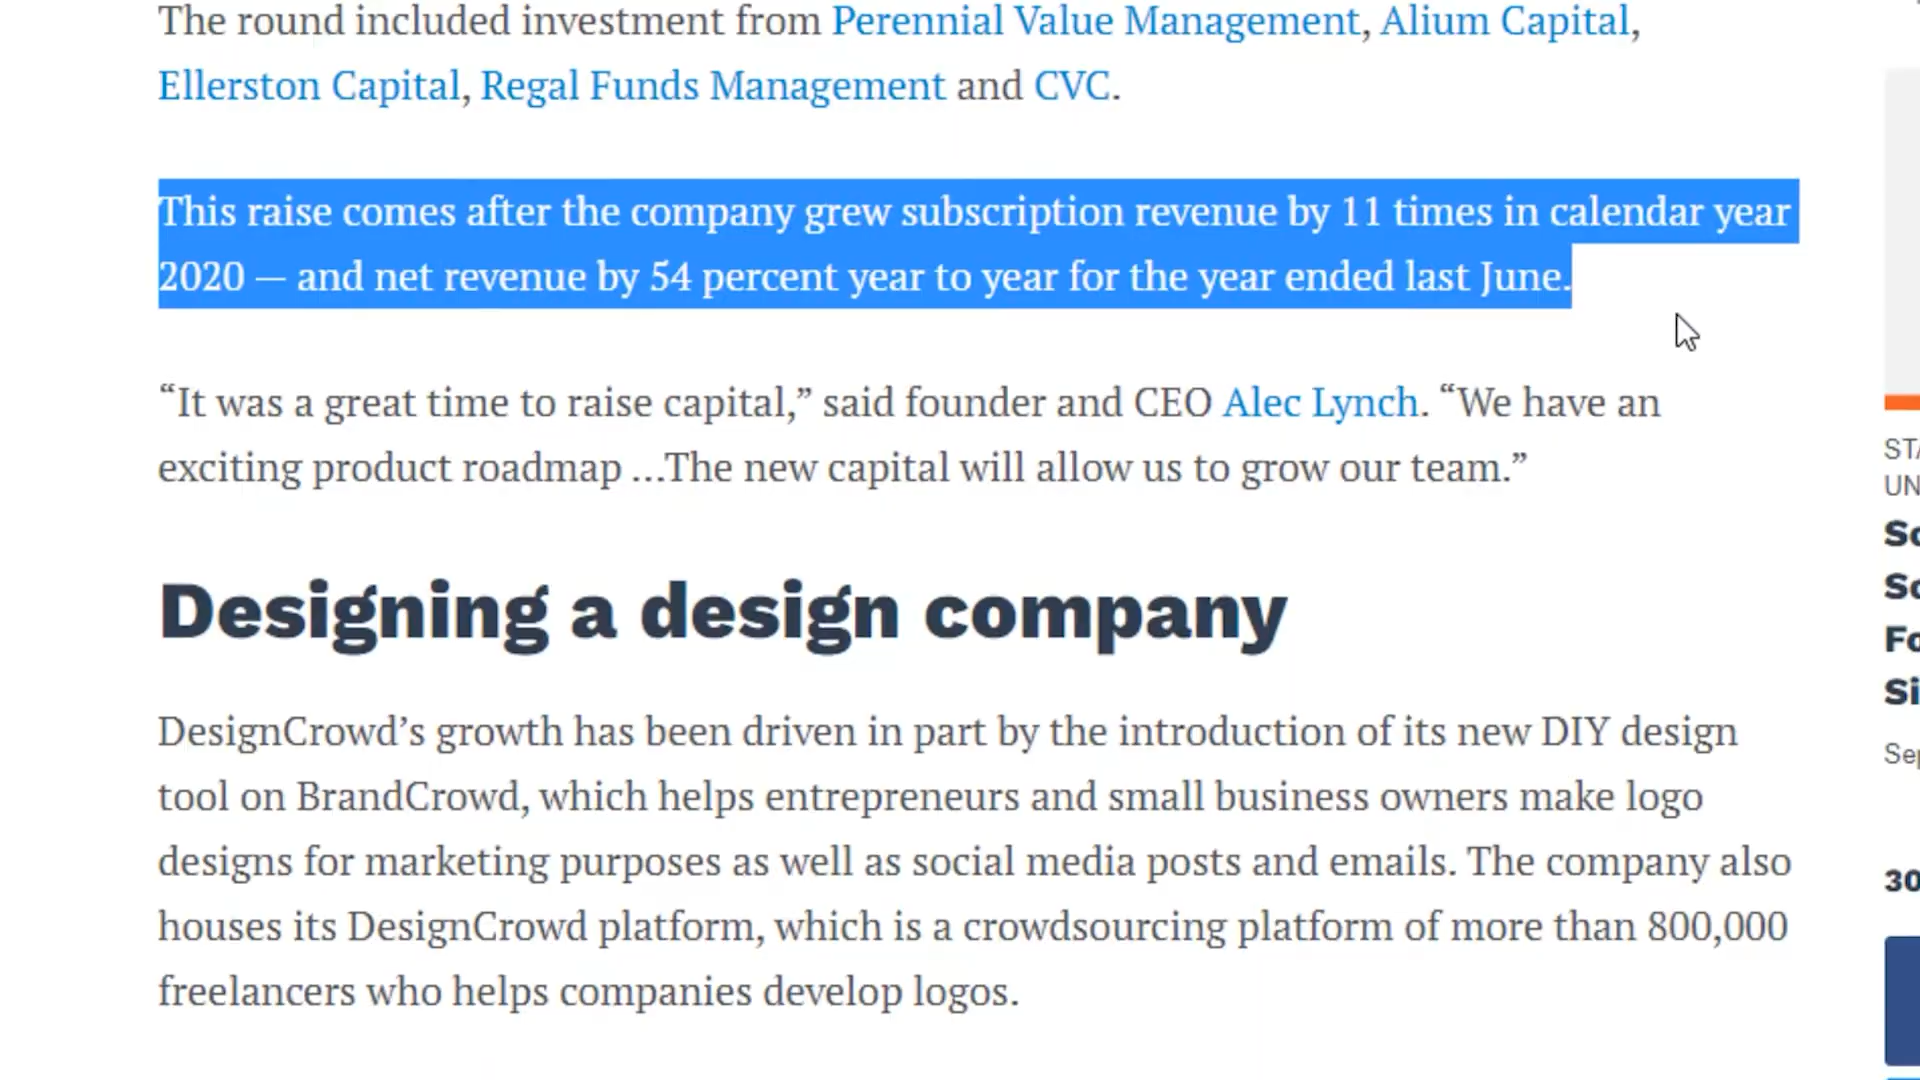 The round included investment from Perennial Value Management, Alium Capital,
Ellerston Capital, Regal Funds Management and CVC.
This raise comes after the company grew subscription revenue by 11 times in calendar year
2020 — and net revenue by 54 percent year to year for the year ended last June.
“It was a great time to raise capital,” said founder and CEO Alec Lynch. “We have an
exciting product roadmap ...The new capital will allow us to grow our team.”
Designing a design company
DesignCrowd’s growth has been driven in part by the introduction of its new DIY design
tool on BrandCrowd, which helps entrepreneurs and small business owners make logo
designs for marketing purposes as well as social media posts and emails. The company also
houses its DesignCrowd platform, which is a crowdsourcing platform of more than 800,000
freelancers who helps companies develop logos.
30